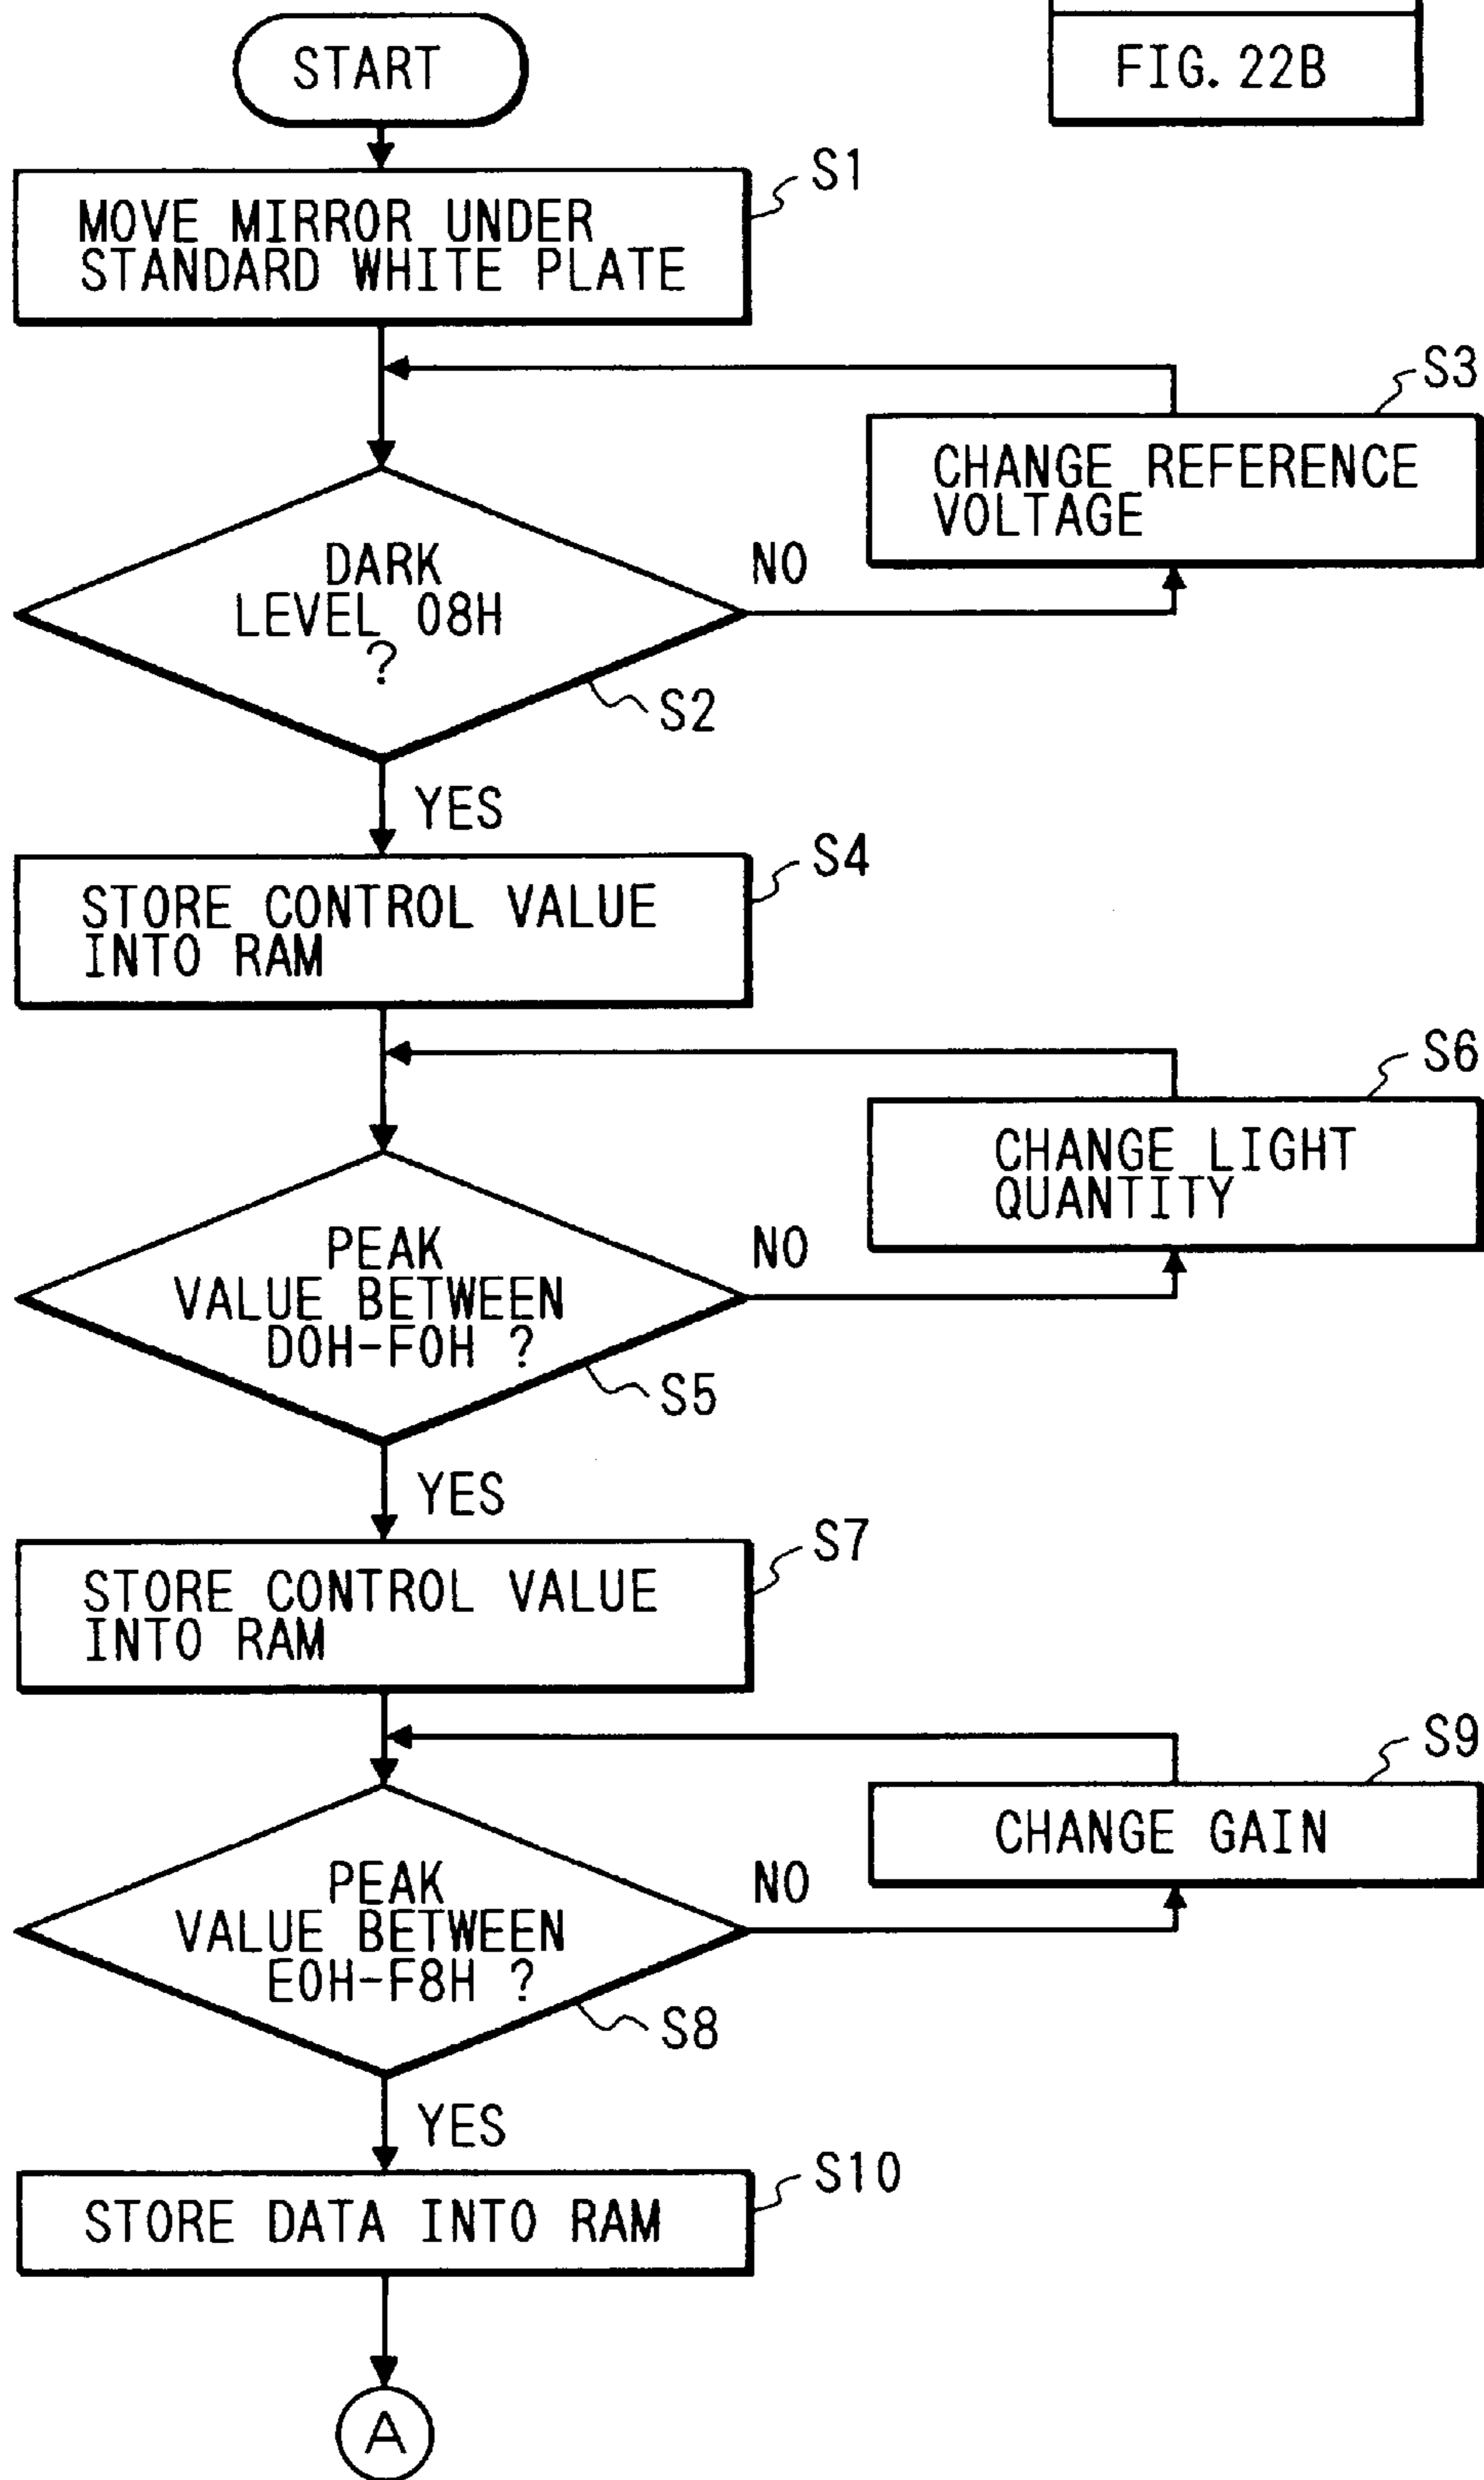 START
FIG. 22B
S1
MOVE MIRROR UNDER
STANDARD WHITE PLATE
S3
CHANGE REFERENCE
VOLTAGE
DARK
LEVEL 08H
?
NO
S2
YES
S4
STORE CONTROL VALUE
INTO RAM
S6
CHANGE LIGHT
QUANTITY
PEAK
VALUE BETWEEN
D0H-F0H ?
NO
S5
YES
S7
STORE CONTROL VALUE
INTO RAM
S9
CHANGE GAIN
PEAK
VALUE BETWEEN
E0H-F8H ?
NO
S8
YES
S10
STORE DATA INTO RAM
A